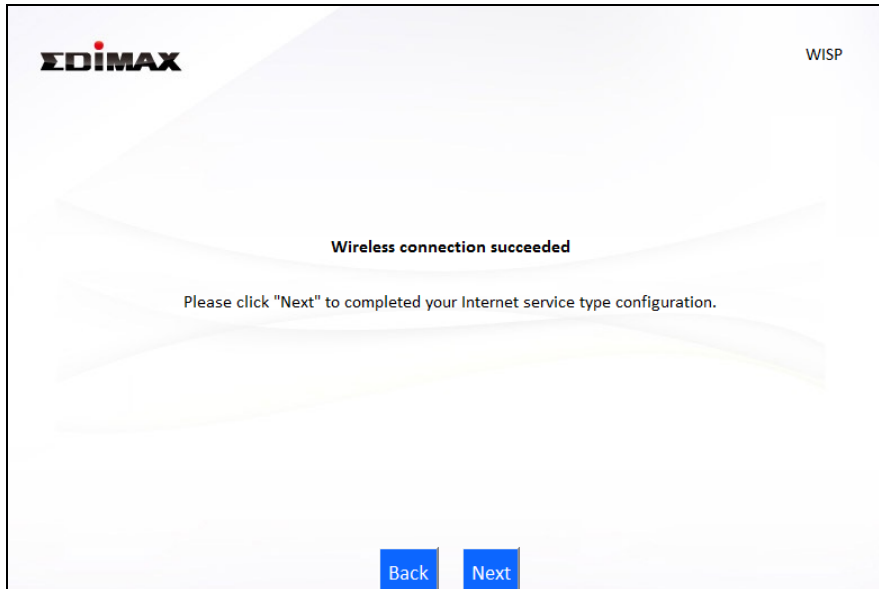 EDIMAX
WISP
Wireless connection succeeded
Please click "Next" to completed your Internet service type configuration.
Back
Next